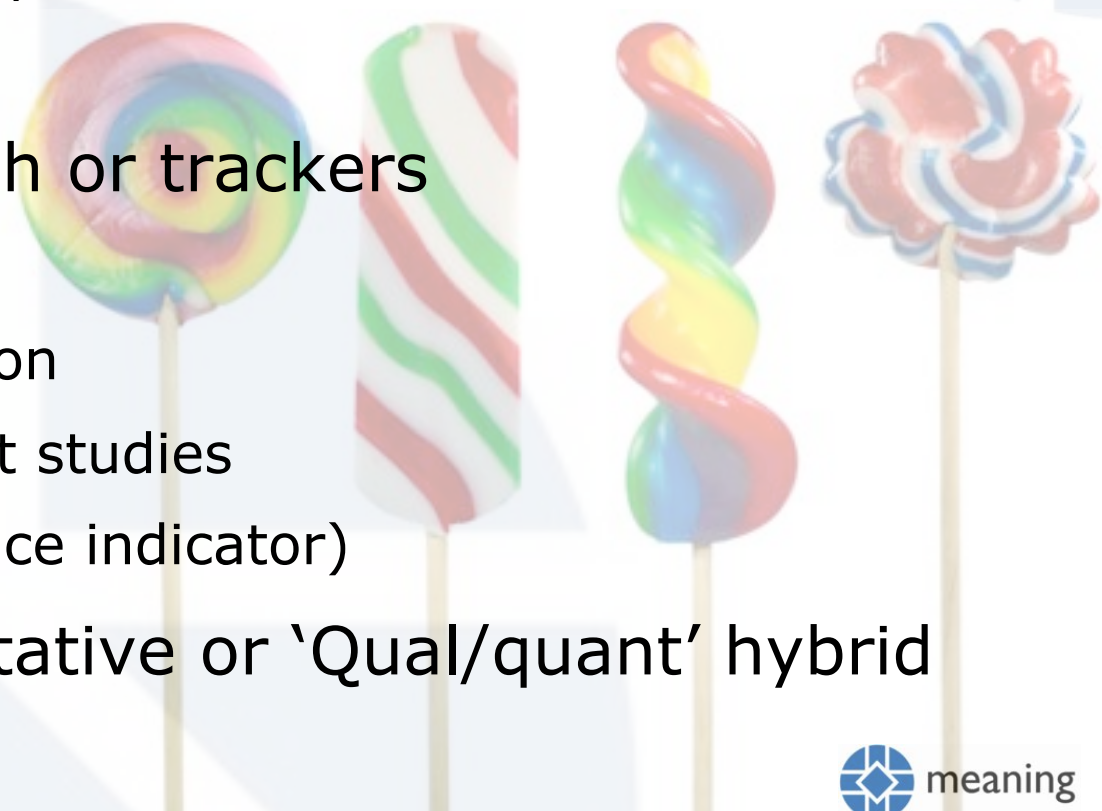 h or trackers
on
t studies
ce indicator)
tative or ‘Qual/quant’ hybrid
meaning